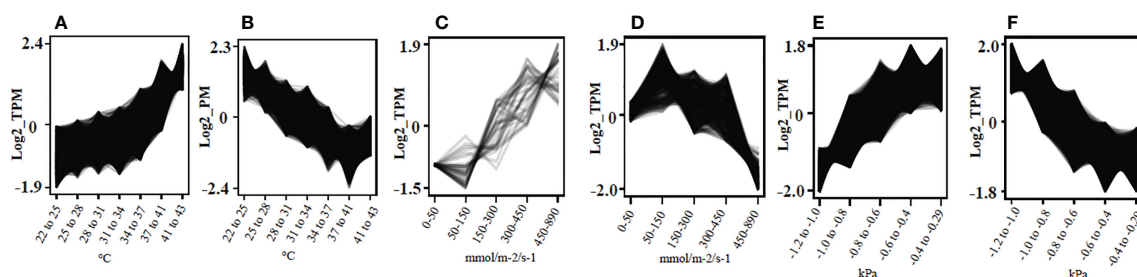 A
Log2_TPM
2.4
0
-1.9
22 to 25
25 to 28
28 to 31
31 to 34
34 to 37
37 to 41
41 to 43
°C
B
Log2_PM
2.3
0
-2.4
22 to 25
25 to 28
28 to 31
31 to 34
34 to 37
37 to 41
41 to 43
°C
C
Log2_TPM
1.9
0
-1.5
0-50
50-150
150-300
300-450
450-890
mmol/m-2/s-1
D
Log2_TPM
1.9
0
-2.0
0-50
50-150
150-300
300-450
450-890
mmol/m-2/s-1
E
Log2_TPM
1.8
0
-2.0
-1.2 to -1.0
-1.0 to -0.8
-0.8 to -0.6
-0.6 to -0.4
-0.4 to -0.29
kPa
F
Log2_TPM
2.0
-0
-1.8
-1.2 to -1.0
-1.0 to -0.8
-0.8 to -0.6
-0.6 to -0.4
-0.4 to -0.29
kPa